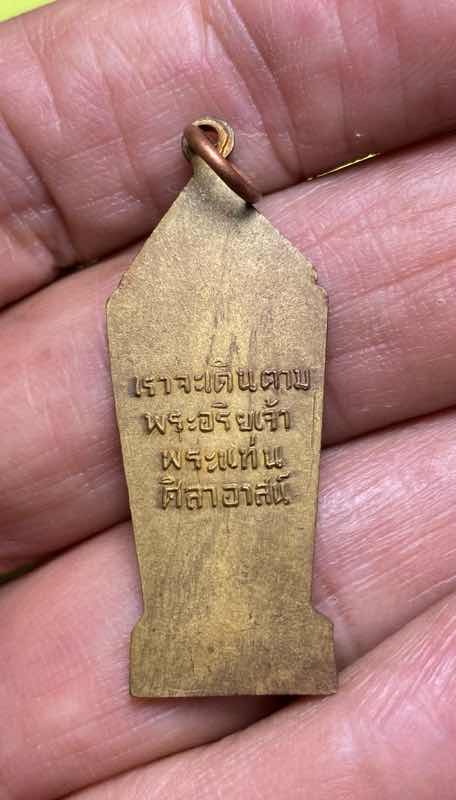 เราจะเดินตาม
พระอริยเจ้า
พระแท่น
ศิลาอาสน์